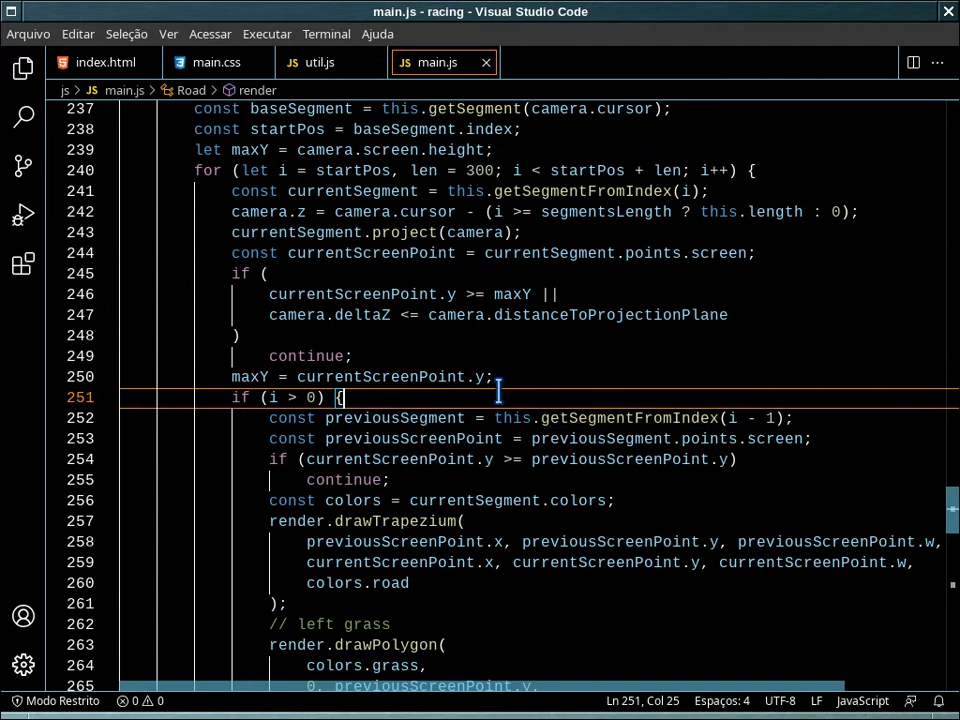 main.js - racing - Visual Studio Code
Arquivo Editar Seleção Ver Acessar Executar Terminal Ajuda
index.html main.css JS util.js JS main.js
js > JS main.js > Road > render
237 const baseSegment = this.getSegment(camera.cursor);
238 const startPos = baseSegment.index;
239 let maxY = camera.screen.height;
240 for (let i = startPos, len = 300; i < startPos + len; i++) {
241 const currentSegment = this.getSegmentFromIndex(i);
242 camera.z = camera.cursor - (i >= segmentsLength ? this.length : 0);
243 currentSegment.project(camera);
244 const currentScreenPoint = currentSegment.points.screen;
245 if (
246 currentScreenPoint.y >= maxY ||
247 camera.deltaZ <= camera.distanceToProjectionPlane
248 )
249 continue;
250 maxY = currentScreenPoint.y;
251 if (i > 0) {
252 const previousSegment = this.getSegmentFromIndex(i - 1);
253 const previousScreenPoint = previousSegment.points.screen;
254 if (currentScreenPoint.y >= previousScreenPoint.y)
255 continue;
256 const colors = currentSegment.colors;
257 render.drawTrapezium(
258 previousScreenPoint.x, previousScreenPoint.y, previousScreenPoint.w,
259 currentScreenPoint.x, currentScreenPoint.y, currentScreenPoint.w,
260 colors.road
261 );
262 // left grass
263 render.drawPolygon(
264 colors.grass,
265 0, previousScreenPoint.y,
Modo Restrito 0 0 Ln 251, Col 25 Espaços: 4 UTF-8 LF JavaScript